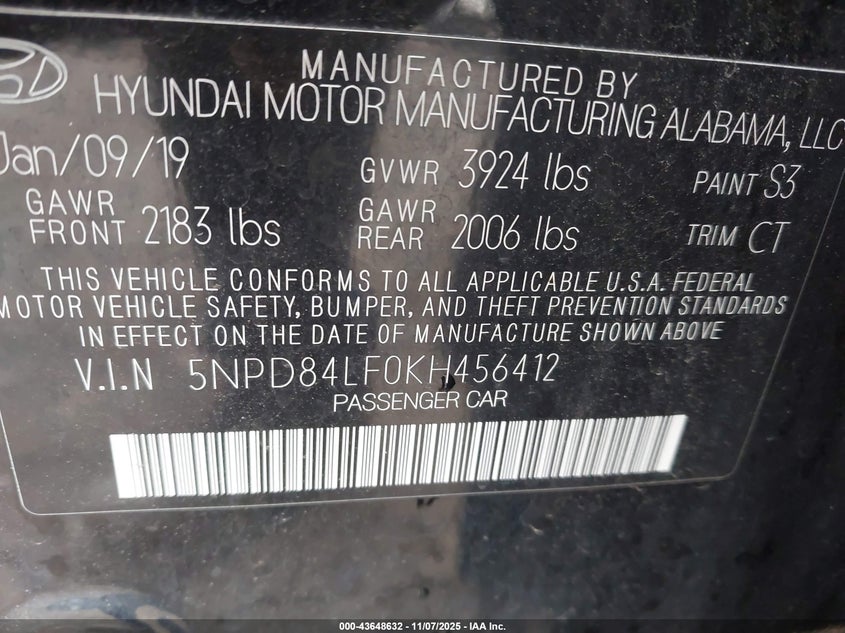 MANUFACTURED BY
HYUNDAI MOTOR MANUFACTURING ALABAMA, LLC
Jan/09/19 GVWR 3924 lbs PAINT S3
GAWR FRONT 2183 lbs GAWR REAR 2006 lbs TRIM CT
THIS VEHICLE CONFORMS TO ALL APPLICABLE U.S.A. FEDERAL
MOTOR VEHICLE SAFETY, BUMPER, AND THEFT PREVENTION STANDARDS
IN EFFECT ON THE DATE OF MANUFACTURE SHOWN ABOVE
V.I.N 5NPD84LF0KH456412
PASSENGER CAR
000-43648632 - 11/07/2025 - IAA Inc.